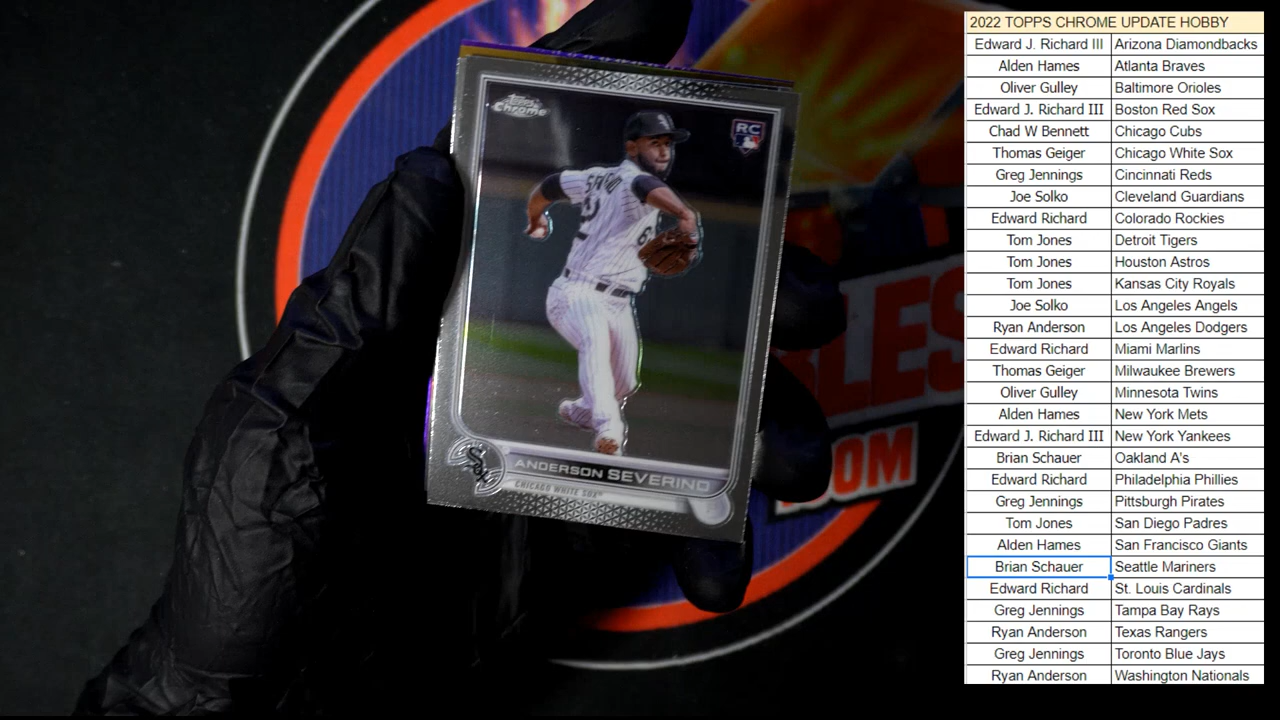 Topps
Chrome
RC
SEVERINO
6
ANDERSON SEVERINO
CHICAGO WHITE SOX
Sox
BLES
OOM
2022 TOPPS CHROME UPDATE HOBBY
Edward J. Richard III Arizona Diamondbacks
Alden Hames Atlanta Braves
Oliver Gulley Baltimore Orioles
Edward J. Richard III Boston Red Sox
Chad W Bennett Chicago Cubs
Thomas Geiger Chicago White Sox
Greg Jennings Cincinnati Reds
Joe Solko Cleveland Guardians
Edward Richard Colorado Rockies
Tom Jones Detroit Tigers
Tom Jones Houston Astros
Tom Jones Kansas City Royals
Joe Solko Los Angeles Angels
Ryan Anderson Los Angeles Dodgers
Edward Richard Miami Marlins
Thomas Geiger Milwaukee Brewers
Oliver Gulley Minnesota Twins
Alden Hames New York Mets
Edward J. Richard III New York Yankees
Brian Schauer Oakland A's
Edward Richard Philadelphia Phillies
Greg Jennings Pittsburgh Pirates
Tom Jones San Diego Padres
Alden Hames San Francisco Giants
Brian Schauer Seattle Mariners
Edward Richard St. Louis Cardinals
Greg Jennings Tampa Bay Rays
Ryan Anderson Texas Rangers
Greg Jennings Toronto Blue Jays
Ryan Anderson Washington Nationals